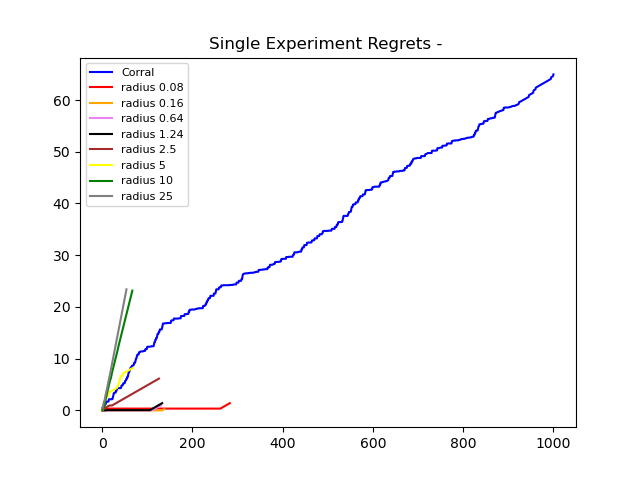 Single Experiment Regrets -
Corral
radius 0.08
radius 0.16
radius 0.64
radius 1.24
radius 2.5
radius 5
radius 10
radius 25
60
50
40
30
20
10
0
0 200 400 600 800 1000